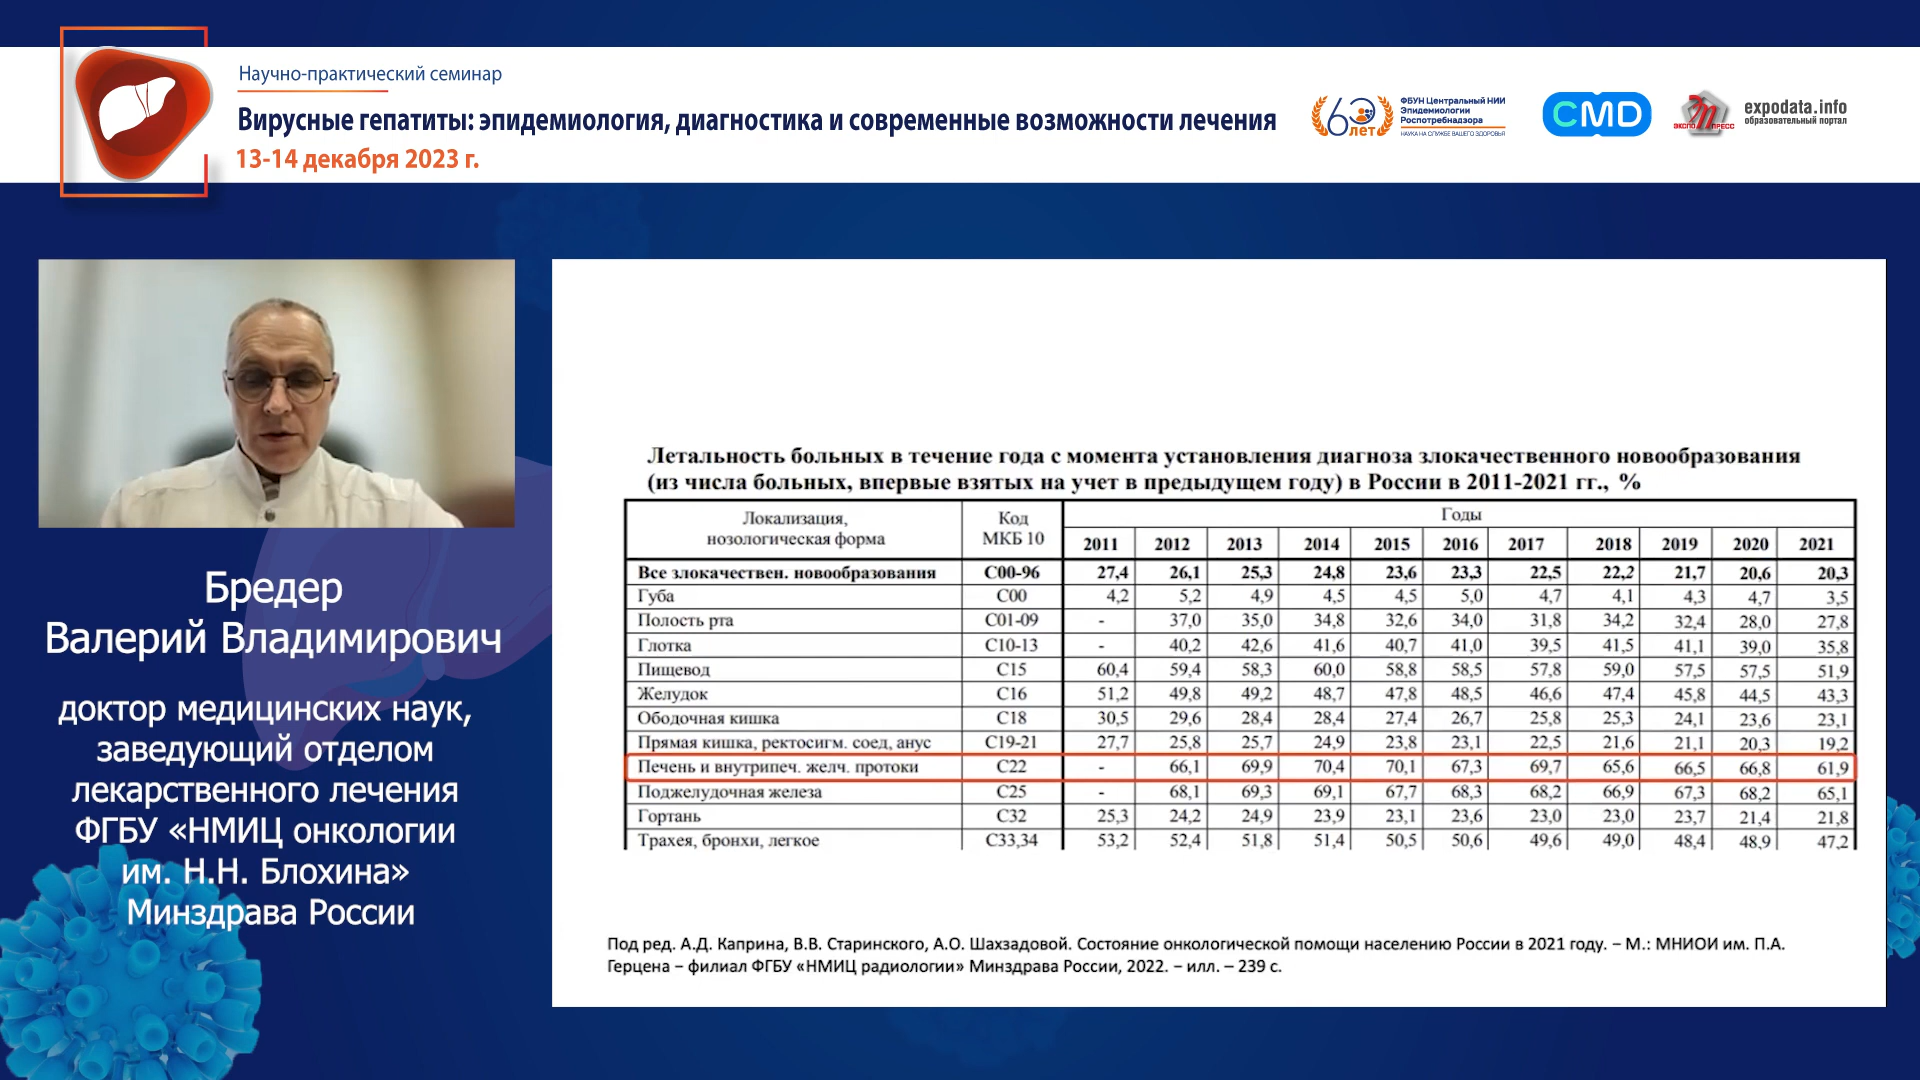 Научно-практический семинар
Вирусные гепатиты: эпидемиология, диагностика и современные возможности лечения
13-14 декабря 2023 г.
60 лет
ФБУН Центральный НИИ
Эпидемиологии
Роспотребнадзора
НАУКА НА СЛУЖБЕ ВАШЕГО ЗДОРОВЬЯ
CMD
ЭКСПО ПРЕСС
expodata.info
образовательный портал
Бредер
Валерий Владимирович
доктор медицинских наук,
заведующий отделом
лекарственного лечения
ФГБУ «НМИЦ онкологии
им. Н.Н. Блохина»
Минздрава России
Летальность больных в течение года с момента установления диагноза злокачественного новообразования
(из числа больных, впервые взятых на учет в предыдущем году) в России в 2011-2021 гг., %
Локализация, нозологическая форма Код МКБ 10 Годы
2011 2012 2013 2014 2015 2016 2017 2018 2019 2020 2021
Все злокачествен. новообразования C00-96 27,4 26,1 25,3 24,8 23,6 23,3 22,5 22,2 21,7 20,6 20,3
Губа C00 4,2 5,2 4,9 4,5 4,5 5,0 4,7 4,1 4,3 4,7 3,5
Полость рта C01-09 - 37,0 35,0 34,8 32,6 34,0 31,8 34,2 32,4 28,0 27,8
Глотка C10-13 - 40,2 42,6 41,6 40,7 41,0 39,5 41,5 41,1 39,0 35,8
Пищевод C15 60,4 59,4 58,3 60,0 58,8 58,5 57,8 59,0 57,5 57,5 51,9
Желудок C16 51,2 49,8 49,2 48,7 47,8 48,5 46,6 47,4 45,8 44,5 43,3
Ободочная кишка C18 30,5 29,6 28,4 28,4 27,4 26,7 25,8 25,3 24,1 23,6 23,1
Прямая кишка, ректосигм. соед, анус C19-21 27,7 25,8 25,7 24,9 23,8 23,1 22,5 21,6 21,1 20,3 19,2
Печень и внутрипеч. желч. протоки C22 - 66,1 69,9 70,4 70,1 67,3 69,7 65,6 66,5 66,8 61,9
Поджелудочная железа C25 - 68,1 69,3 69,1 67,7 68,3 68,2 66,9 67,3 68,2 65,1
Гортань C32 25,3 24,2 24,9 23,9 23,1 23,6 23,0 23,0 23,7 21,4 21,8
Трахея, бронхи, легкое C33,34 53,2 52,4 51,8 51,4 50,5 50,6 49,6 49,0 48,4 48,9 47,2
Под ред. А.Д. Каприна, В.В. Старинского, А.О. Шахзадовой. Состояние онкологической помощи населению России в 2021 году. − М.: МНИОИ им. П.А.
Герцена − филиал ФГБУ «НМИЦ радиологии» Минздрава России, 2022. − илл. – 239 с.